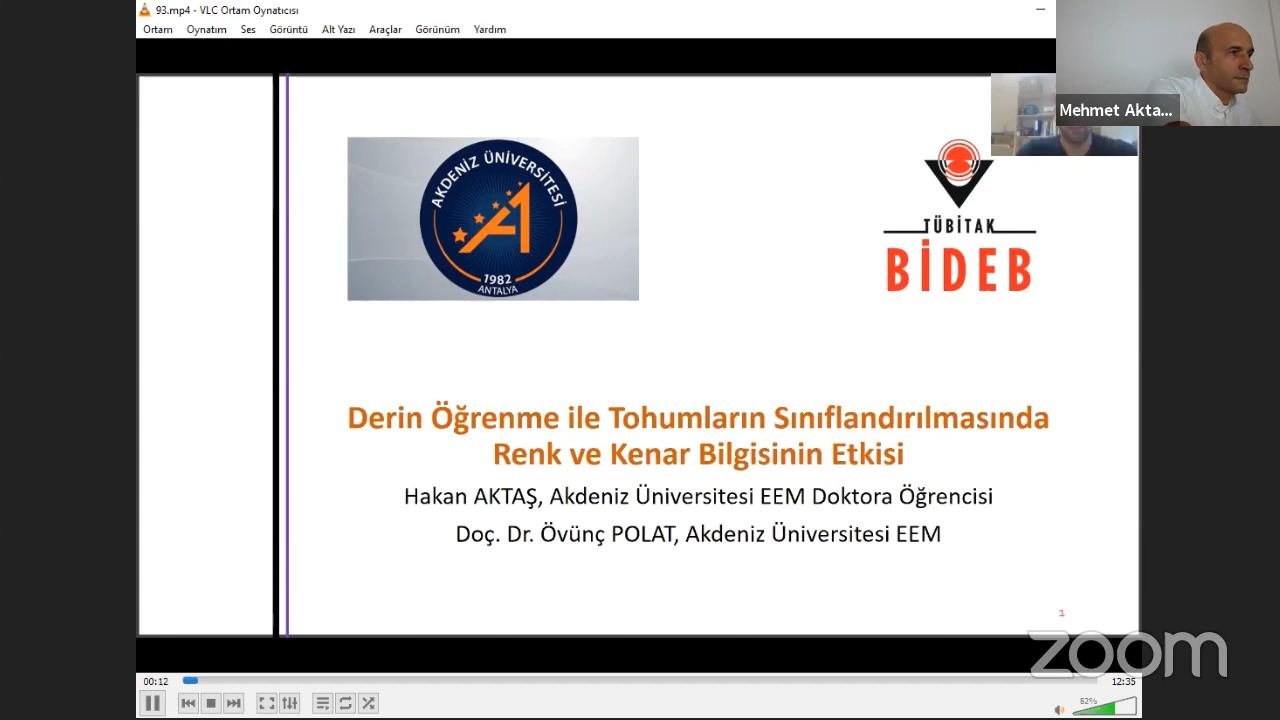 93.mp4 - VLC Ortam Oynatıcısı
Ortam Oynatım Ses Görüntü Alt Yazı Araçlar Görünüm Yardım
Mehmet Akta...
AKDENİZ ÜNİVERSİTESİ
1982
ANTALYA
TÜBİTAK
BİDEB
Derin Öğrenme ile Tohumların Sınıflandırılmasında
Renk ve Kenar Bilgisinin Etkisi
Hakan AKTAŞ, Akdeniz Üniversitesi EEM Doktora Öğrencisi
Doç. Dr. Övünç POLAT, Akdeniz Üniversitesi EEM
1
zoom
00:12 12:35
82%